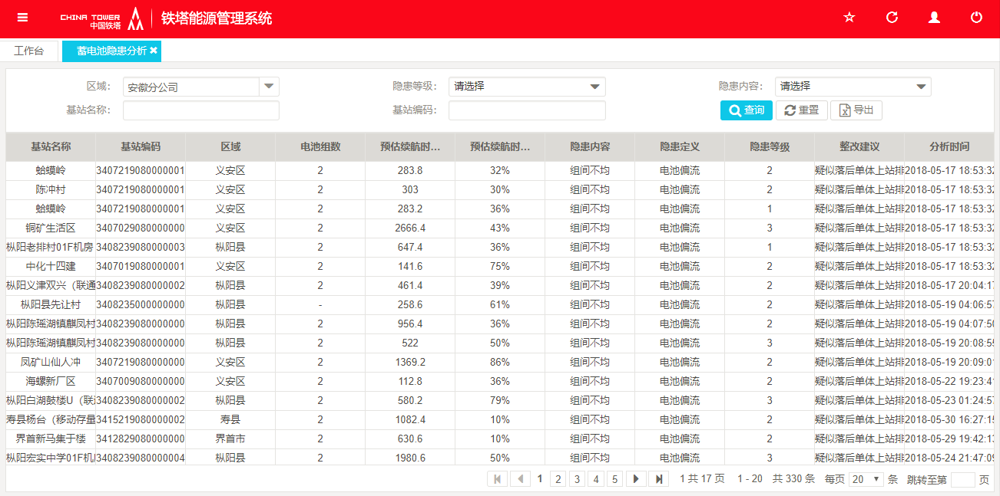 CHINA TOWER 中国铁塔 铁塔能源管理系统
工作台 蓄电池隐患分析 ×
区域: 安徽分公司 隐患等级: 请选择 隐患内容: 请选择
基站名称: 基站编码: 查询 重置 导出
基站名称 基站编码 区域 电池组数 预估续航时... 预估续航时... 隐患内容 隐患定义 隐患等级 整改建议 分析时间
蛤蟆岭 3407219080000001 义安区 2 283.8 32% 组间不均 电池偏流 2 疑似落后单体上站排 2018-05-17 18:53:32
陈冲村 3407219080000001 义安区 2 303 30% 组间不均 电池偏流 2 疑似落后单体上站排 2018-05-17 18:53:32
蛤蟆岭 3407219080000001 义安区 2 283.2 36% 组间不均 电池偏流 1 疑似落后单体上站排 2018-05-17 18:53:32
铜矿生活区 3407029080000000 义安区 2 2666.4 43% 组间不均 电池偏流 3 疑似落后单体上站排 2018-05-17 18:53:32
枞阳老排村01F机房 3408239080000003 枞阳县 2 647.4 36% 组间不均 电池偏流 1 疑似落后单体上站排 2018-05-17 18:53:32
中化十四建 3407019080000001 义安区 2 141.6 75% 组间不均 电池偏流 2 疑似落后单体上站排 2018-05-17 18:53:32
枞阳义津双兴（联通 3408239080000002 枞阳县 2 461.4 39% 组间不均 电池偏流 2 疑似落后单体上站排 2018-05-17 20:04:17
枞阳县先让村 3408235000000000 枞阳县 - 258.6 61% 组间不均 电池偏流 2 疑似落后单体上站排 2018-05-19 04:06:57
枞阳陈瑶湖镇麒凤村 3408239080000000 枞阳县 2 956.4 36% 组间不均 电池偏流 2 疑似落后单体上站排 2018-05-19 04:07:50
枞阳陈瑶湖镇麒凤村 3408239080000000 枞阳县 2 522 50% 组间不均 电池偏流 3 疑似落后单体上站排 2018-05-19 20:08:59
凤矿山仙人冲 3407219080000000 义安区 2 1369.2 86% 组间不均 电池偏流 2 疑似落后单体上站排 2018-05-19 20:09:01
海螺新厂区 3407009080000000 义安区 2 112.8 36% 组间不均 电池偏流 2 疑似落后单体上站排 2018-05-22 19:23:41
枞阳白湖鼓楼U（联 3408239080000002 枞阳县 2 580.2 79% 组间不均 电池偏流 3 疑似落后单体上站排 2018-05-23 01:24:57
寿县杨台（移动存量 3415219080000002 寿县 2 1082.4 10% 组间不均 电池偏流 2 疑似落后单体上站排 2018-05-30 16:27:15
界首新马集于楼 3412829080000000 界首市 2 630.6 10% 组间不均 电池偏流 2 疑似落后单体上站排 2018-05-29 19:42:13
枞阳宏实中学01F机 3408239080000004 枞阳县 2 1980.6 50% 组间不均 电池偏流 3 疑似落后单体上站排 2018-05-24 21:47:09
1 2 3 4 5 1 共 17 页 1 - 20 共 330 条 每页 20 条 跳转至第 页